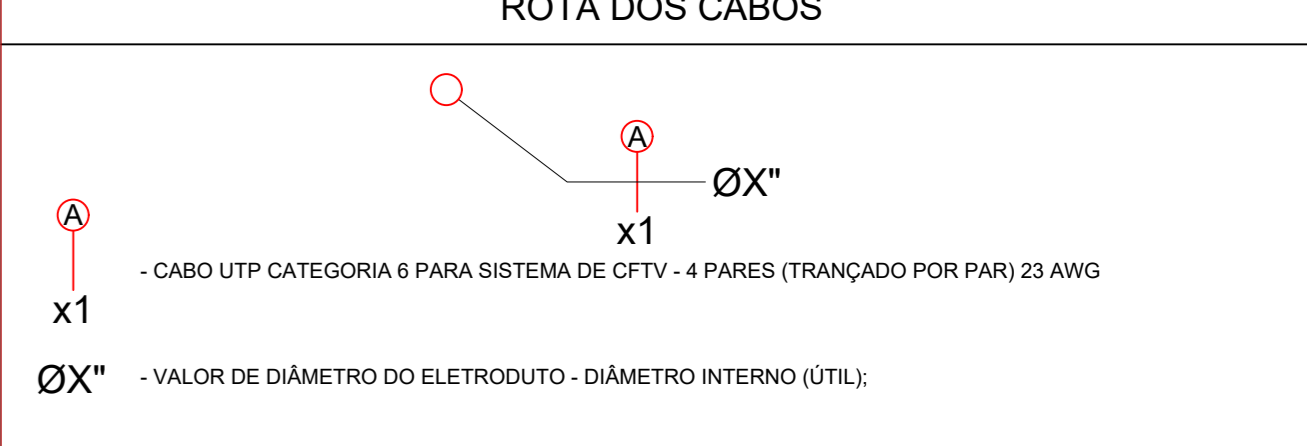 ROTA DOS CABOS
A
ØX"
x1
A
- CABO UTP CATEGORIA 6 PARA SISTEMA DE CFTV - 4 PARES (TRANÇADO POR PAR) 23 AWG
x1
ØX" - VALOR DE DIÂMETRO DO ELETRODUTO - DIÂMETRO INTERNO (ÚTIL);